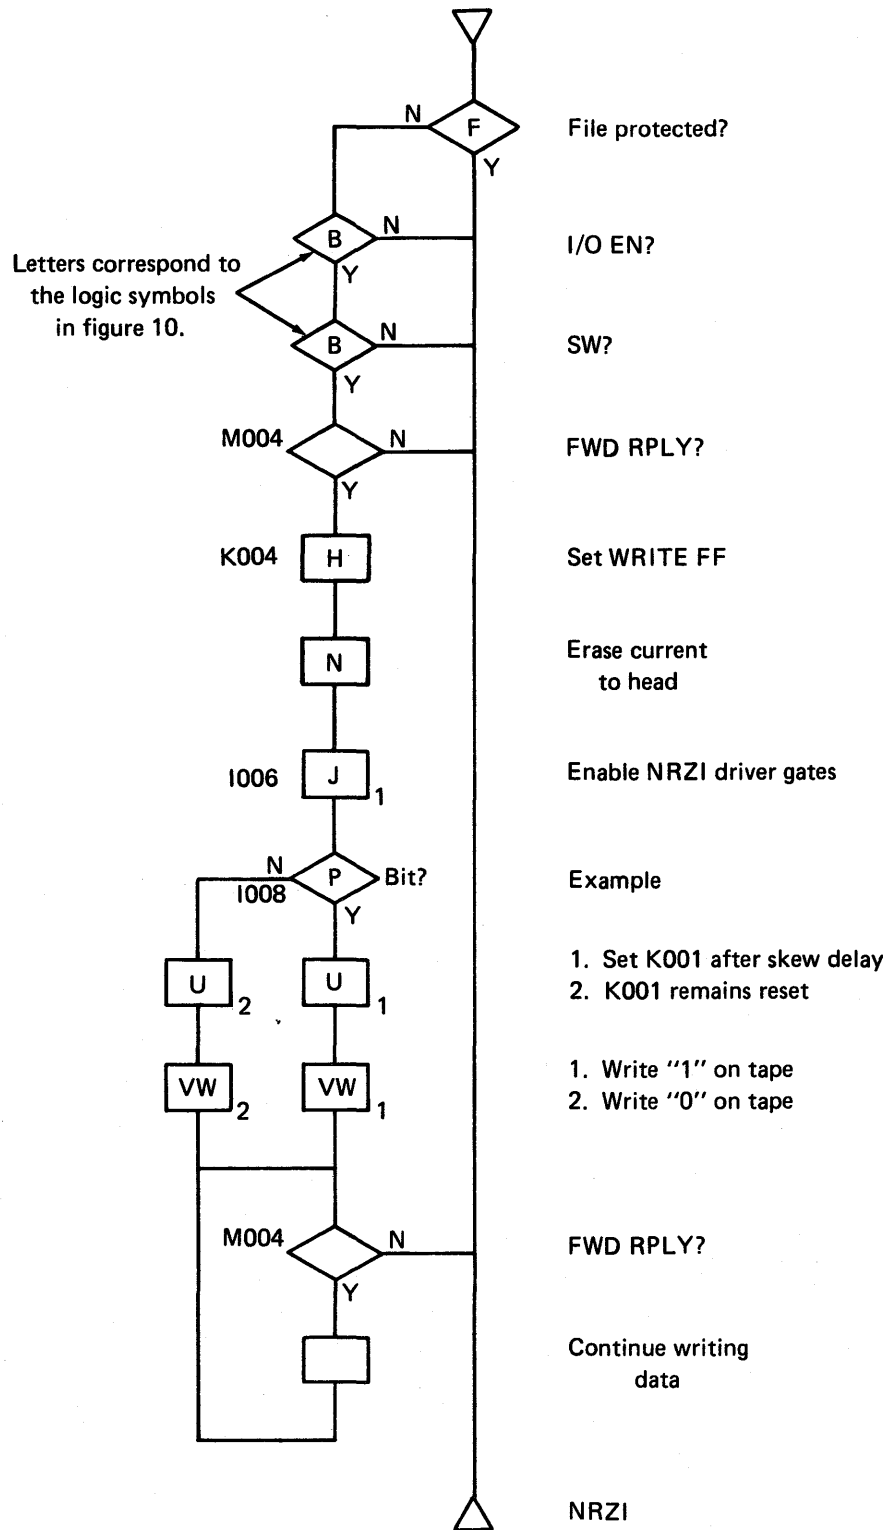 N
F
File protected?
Y
B
N
I/O EN?
Y
Letters correspond to
the logic symbols
in figure 10.
B
N
SW?
Y
M004
N
FWD RPLY?
Y
K004
H
Set WRITE FF
N
Erase current
to head
I006
J
1
Enable NRZI driver gates
N
I008
P
Bit?
Example
Y
U
2
U
1
1. Set K001 after skew delay
2. K001 remains reset
VW
2
VW
1
1. Write "1" on tape
2. Write "0" on tape
M004
N
FWD RPLY?
Y
Continue writing
data
NRZI